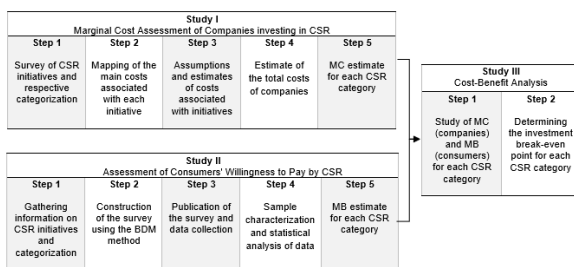 Study I
Marginal Cost Assessment of Companies investing in CSR
Step 1
Survey of CSR
initiatives and
respective
categorization
Step 2
Mapping of the
main costs
associated
with each
initiative
Step 3
Assumptions
and estimates
of costs
associated
with initiatives
Step 4
Estimate of
the total costs
of companies
Step 5
MC estimate
for each CSR
category
Study II
Assessment of Consumers' Willingness to Pay by CSR
Step 1
Gathering
information on
CSR initiatives
and
categorization
Step 2
Construction
of the survey
using the BDM
method
Step 3
Publication of
the survey and
data collection
Step 4
Sample
characterization
and statistical
analysis of data
Step 5
MB estimate
for each CSR
category
Study III
Cost-Benefit Analysis
Step 1
Study of MC
(companies)
and MB
(consumers)
for each CSR
category
Step 2
Determining
the investment
break-even
point for each
CSR category